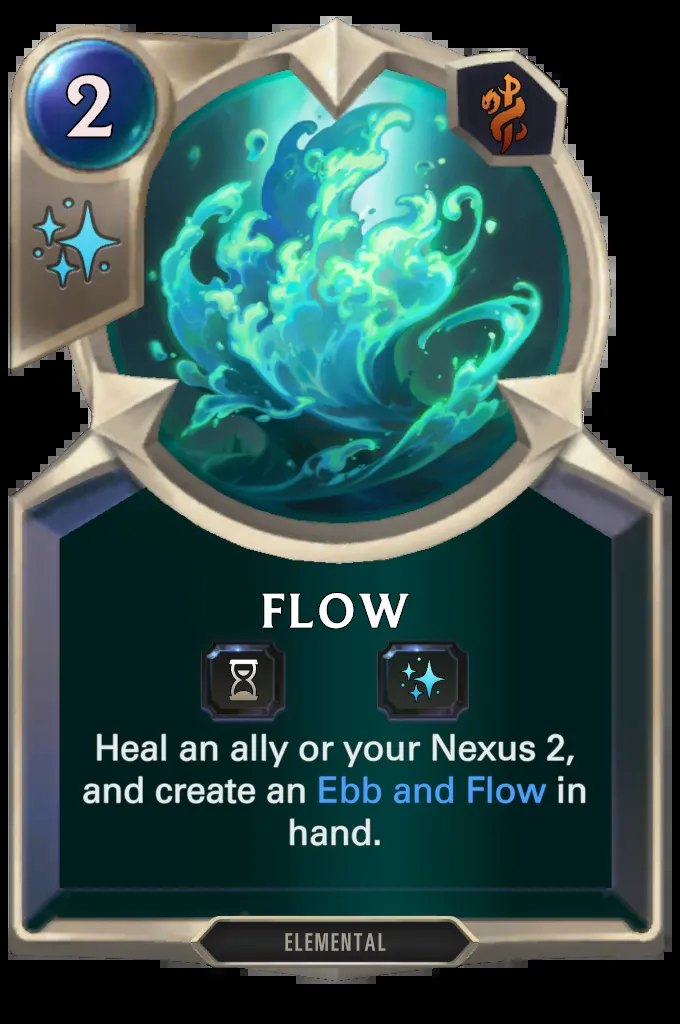 2
FLOW
Heal an ally or your Nexus 2,
and create an Ebb and Flow in
hand.
ELEMENTAL